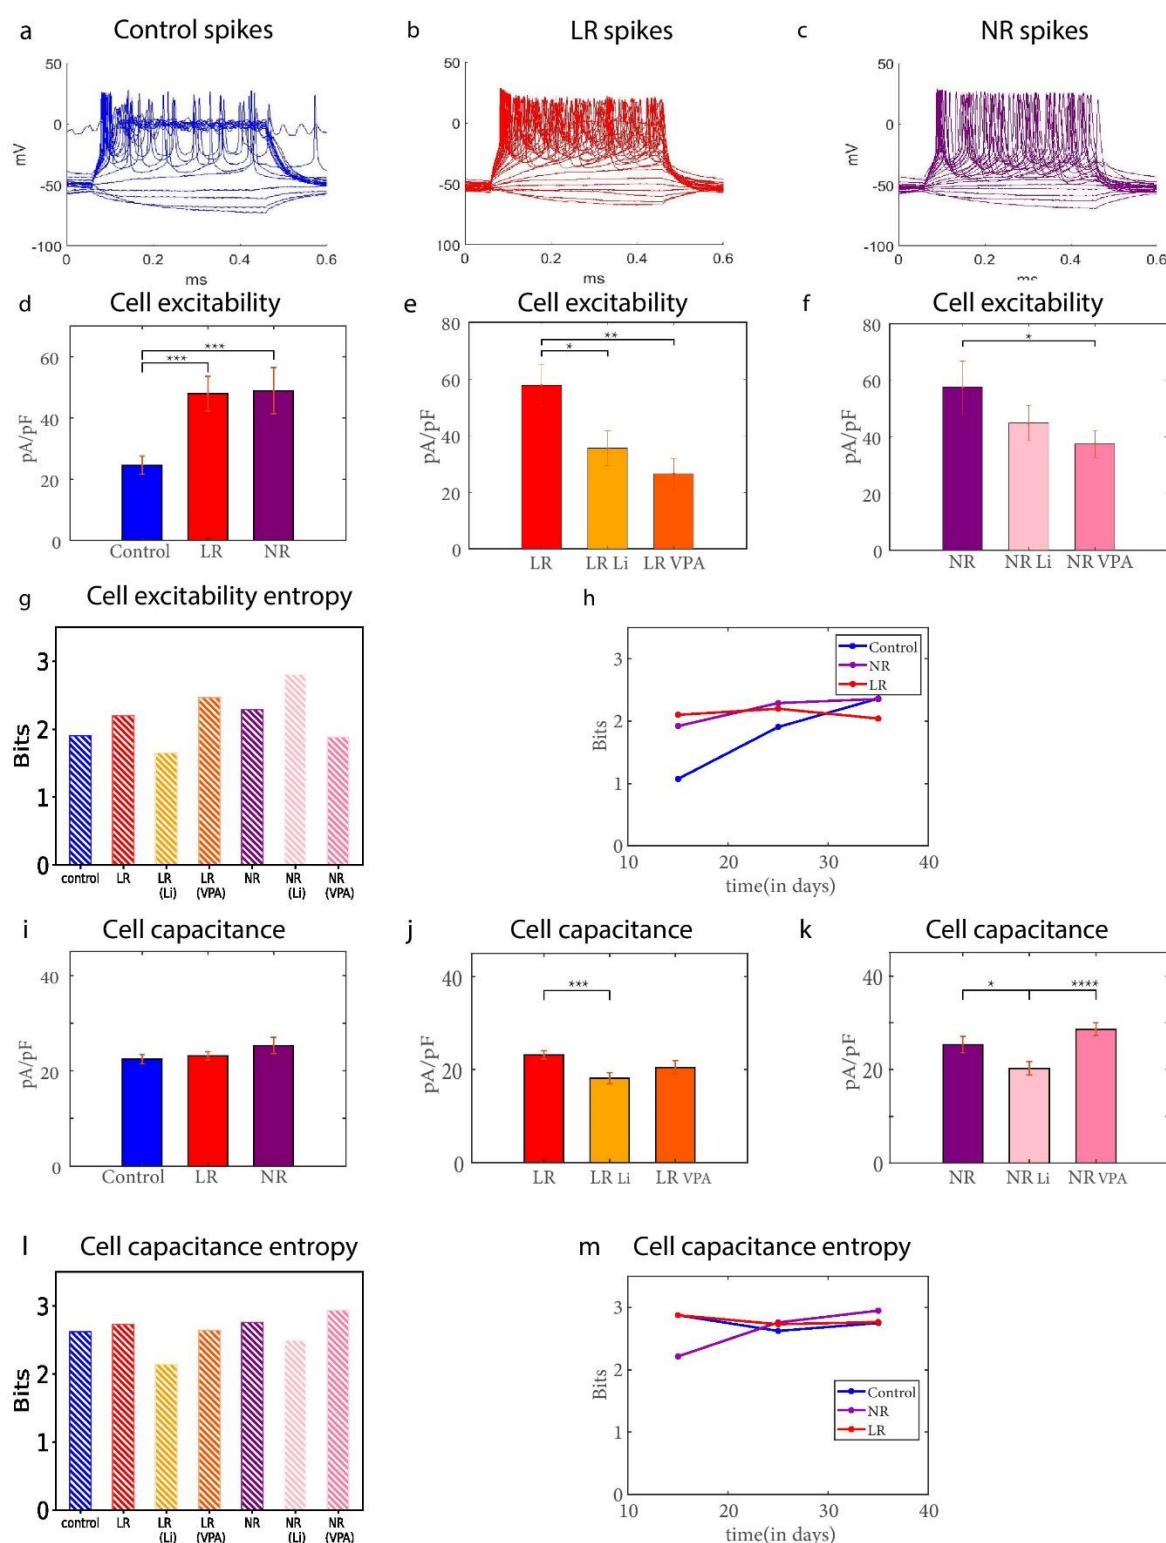 a Control spikes
b LR spikes
c NR spikes
50
0
-50
-100
mV
0 0.2 0.4 0.6
ms
50
0
-50
100
mV
0 0.2 0.4 0.6
ms
50
0
-50
-100
mV
0 0.2 0.4 0.6
ms
d Cell excitability
60
40
20
0
pA/pF
***
***
Control LR NR
e Cell excitability
80
60
40
20
0
pA/pF
**
*
LR LR Li LR VPA
f Cell excitability
80
60
40
20
0
pA/pF
*
NR NR Li NR VPA
g Cell excitability entropy
3
2
1
0
Bits
control LR LR (Li) LR (VPA) NR NR (Li) NR (VPA)
h
3
2
1
0
Bits
Control
NR
LR
10 20 30 40
time(in days)
i Cell capacitance
40
20
0
pA/pF
Control LR NR
j Cell capacitance
40
20
0
pA/pF
***
LR LR Li LR VPA
k Cell capacitance
40
20
0
pA/pF
* ****
NR NR Li NR VPA
l Cell capacitance entropy
3
2
1
0
Bits
control LR LR (Li) LR (VPA) NR NR (Li) NR (VPA)
m Cell capacitance entropy
3
2
1
0
Bits
Control
NR
LR
10 20 30 40
time(in days)